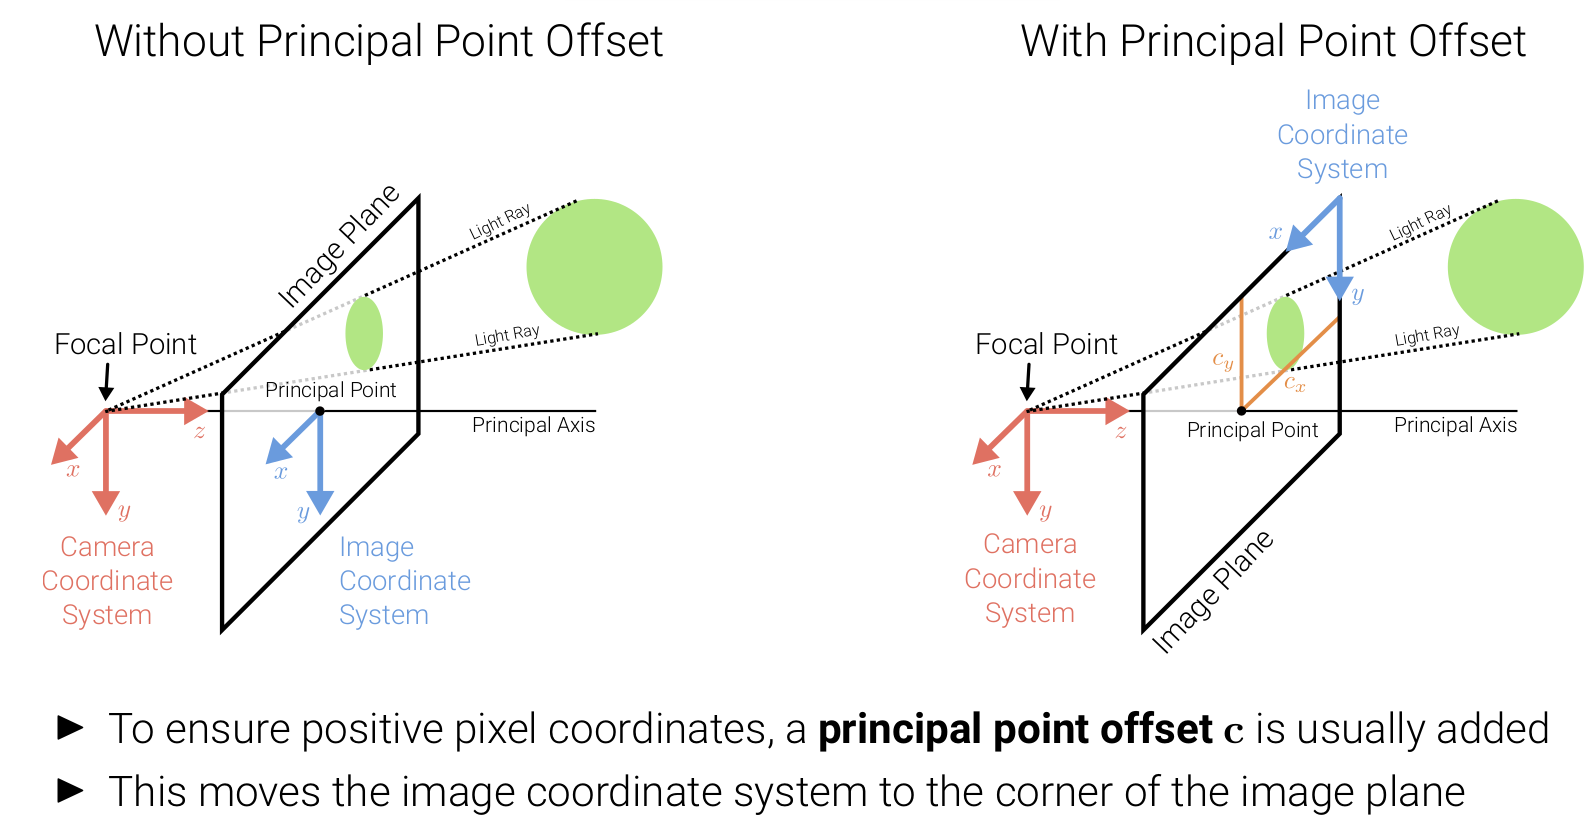 Without Principal Point Offset
Image Plane
Light Ray
Light Ray
Focal Point
Principal Point
Principal Axis
z
x
y
x
y
Camera
Coordinate
System
Image
Coordinate
System
With Principal Point Offset
Image
Coordinate
System
x
y
Light Ray
Light Ray
Focal Point
c_y
c_x
Principal Point
Principal Axis
z
x
y
Camera
Coordinate
System
Image Plane
► To ensure positive pixel coordinates, a principal point offset c is usually added
► This moves the image coordinate system to the corner of the image plane